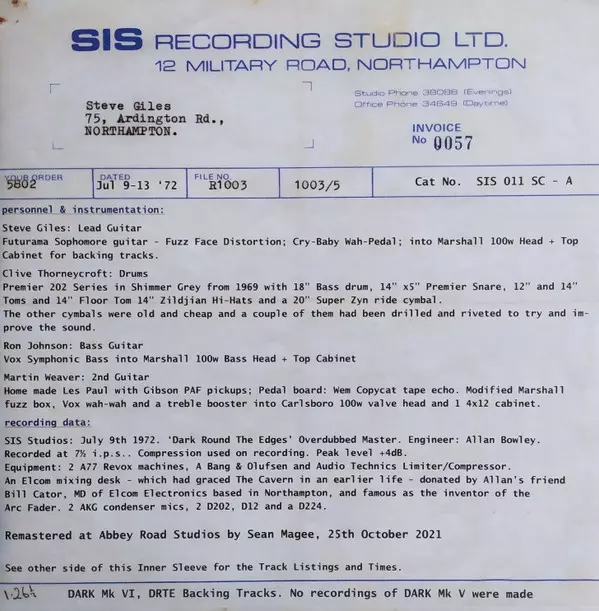 SIS RECORDING STUDIO LTD.
12 MILITARY ROAD, NORTHAMPTON
Studio Phone 38088 (Evenings)
Office Phone 34649 (Daytime)
Steve Giles
75, Ardington Rd.,
NORTHAMPTON.
INVOICE
No 0057
YOUR ORDER
5802
DATED
Jul 9-13 '72
FILE NO.
R1003
1003/5
Cat No. SIS 011 SC - A
personnel & instrumentation:
Steve Giles: Lead Guitar
Futurama Sophomore guitar - Fuzz Face Distortion; Cry-Baby Wah-Pedal; into Marshall 100w Head + Top
Cabinet for backing tracks.
Clive Thorneycroft: Drums
Premier 202 Series in Shimmer Grey from 1969 with 18" Bass drum, 14" x5" Premier Snare, 12" and 14"
Toms and 14" Floor Tom 14" Zildjian Hi-Hats and a 20" Super Zyn ride cymbal.
The other cymbals were old and cheap and a couple of them had been drilled and riveted to try and im-
prove the sound.
Ron Johnson: Bass Guitar
Vox Symphonic Bass into Marshall 100w Bass Head + Top Cabinet
Martin Weaver: 2nd Guitar
Home made Les Paul with Gibson PAF pickups; Pedal board: Wem Copycat tape echo. Modified Marshall
fuzz box, Vox wah-wah and a treble booster into Carlsboro 100w valve head and 1 4x12 cabinet.
recording data:
SIS Studios: July 9th 1972. 'Dark Round The Edges' Overdubbed Master. Engineer: Allan Bowley.
Recorded at 7½ i.p.s.. Compression used on recording. Peak level +4dB.
Equipment: 2 A77 Revox machines, A Bang & Olufsen and Audio Technics Limiter/Compressor.
An Elcom mixing desk - which had graced The Cavern in an earlier life - donated by Allan's friend
Bill Cator, MD of Elcom Electronics based in Northampton, and famous as the inventor of the
Arc Fader. 2 AKG condenser mics, 2 D202, D12 and a D224.
Remastered at Abbey Road Studios by Sean Magee, 25th October 2021
See other side of this Inner Sleeve for the Track Listings and Times.
DARK Mk VI, DRTE Backing Tracks. No recordings of DARK Mk V were made